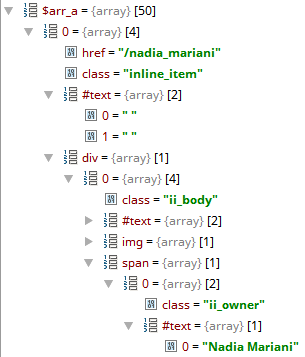 $arr_a = {array} [50]
0 = {array} [4]
href = "/nadia_mariani"
class = "inline_item"
#text = {array} [2]
0 = " "
1 = " "
div = {array} [1]
0 = {array} [4]
class = "ii_body"
#text = {array} [2]
img = {array} [1]
span = {array} [1]
0 = {array} [2]
class = "ii_owner"
#text = {array} [1]
0 = "Nadia Mariani"